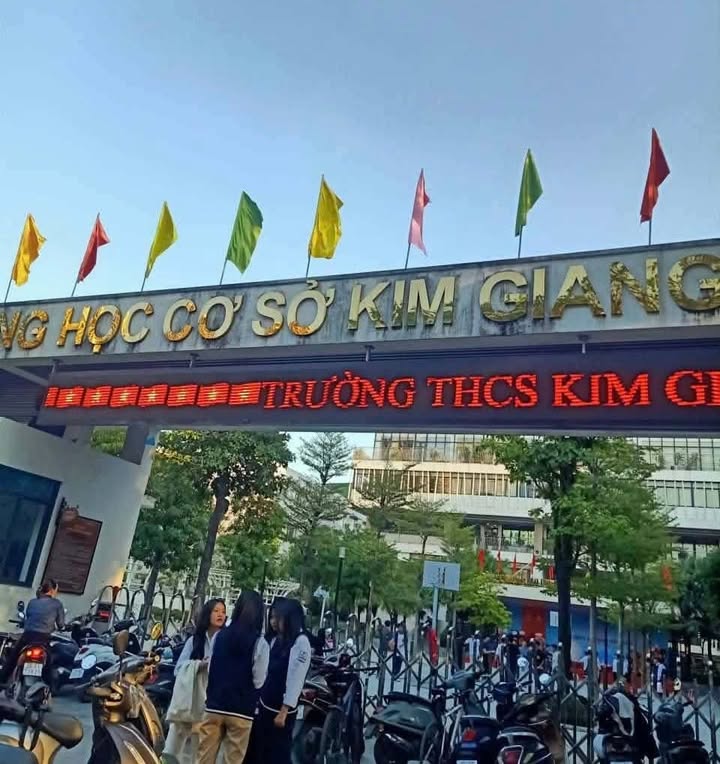 NG HỌC CƠ SỞ KIM GIANG
TRƯỜNG THCS KIM GI